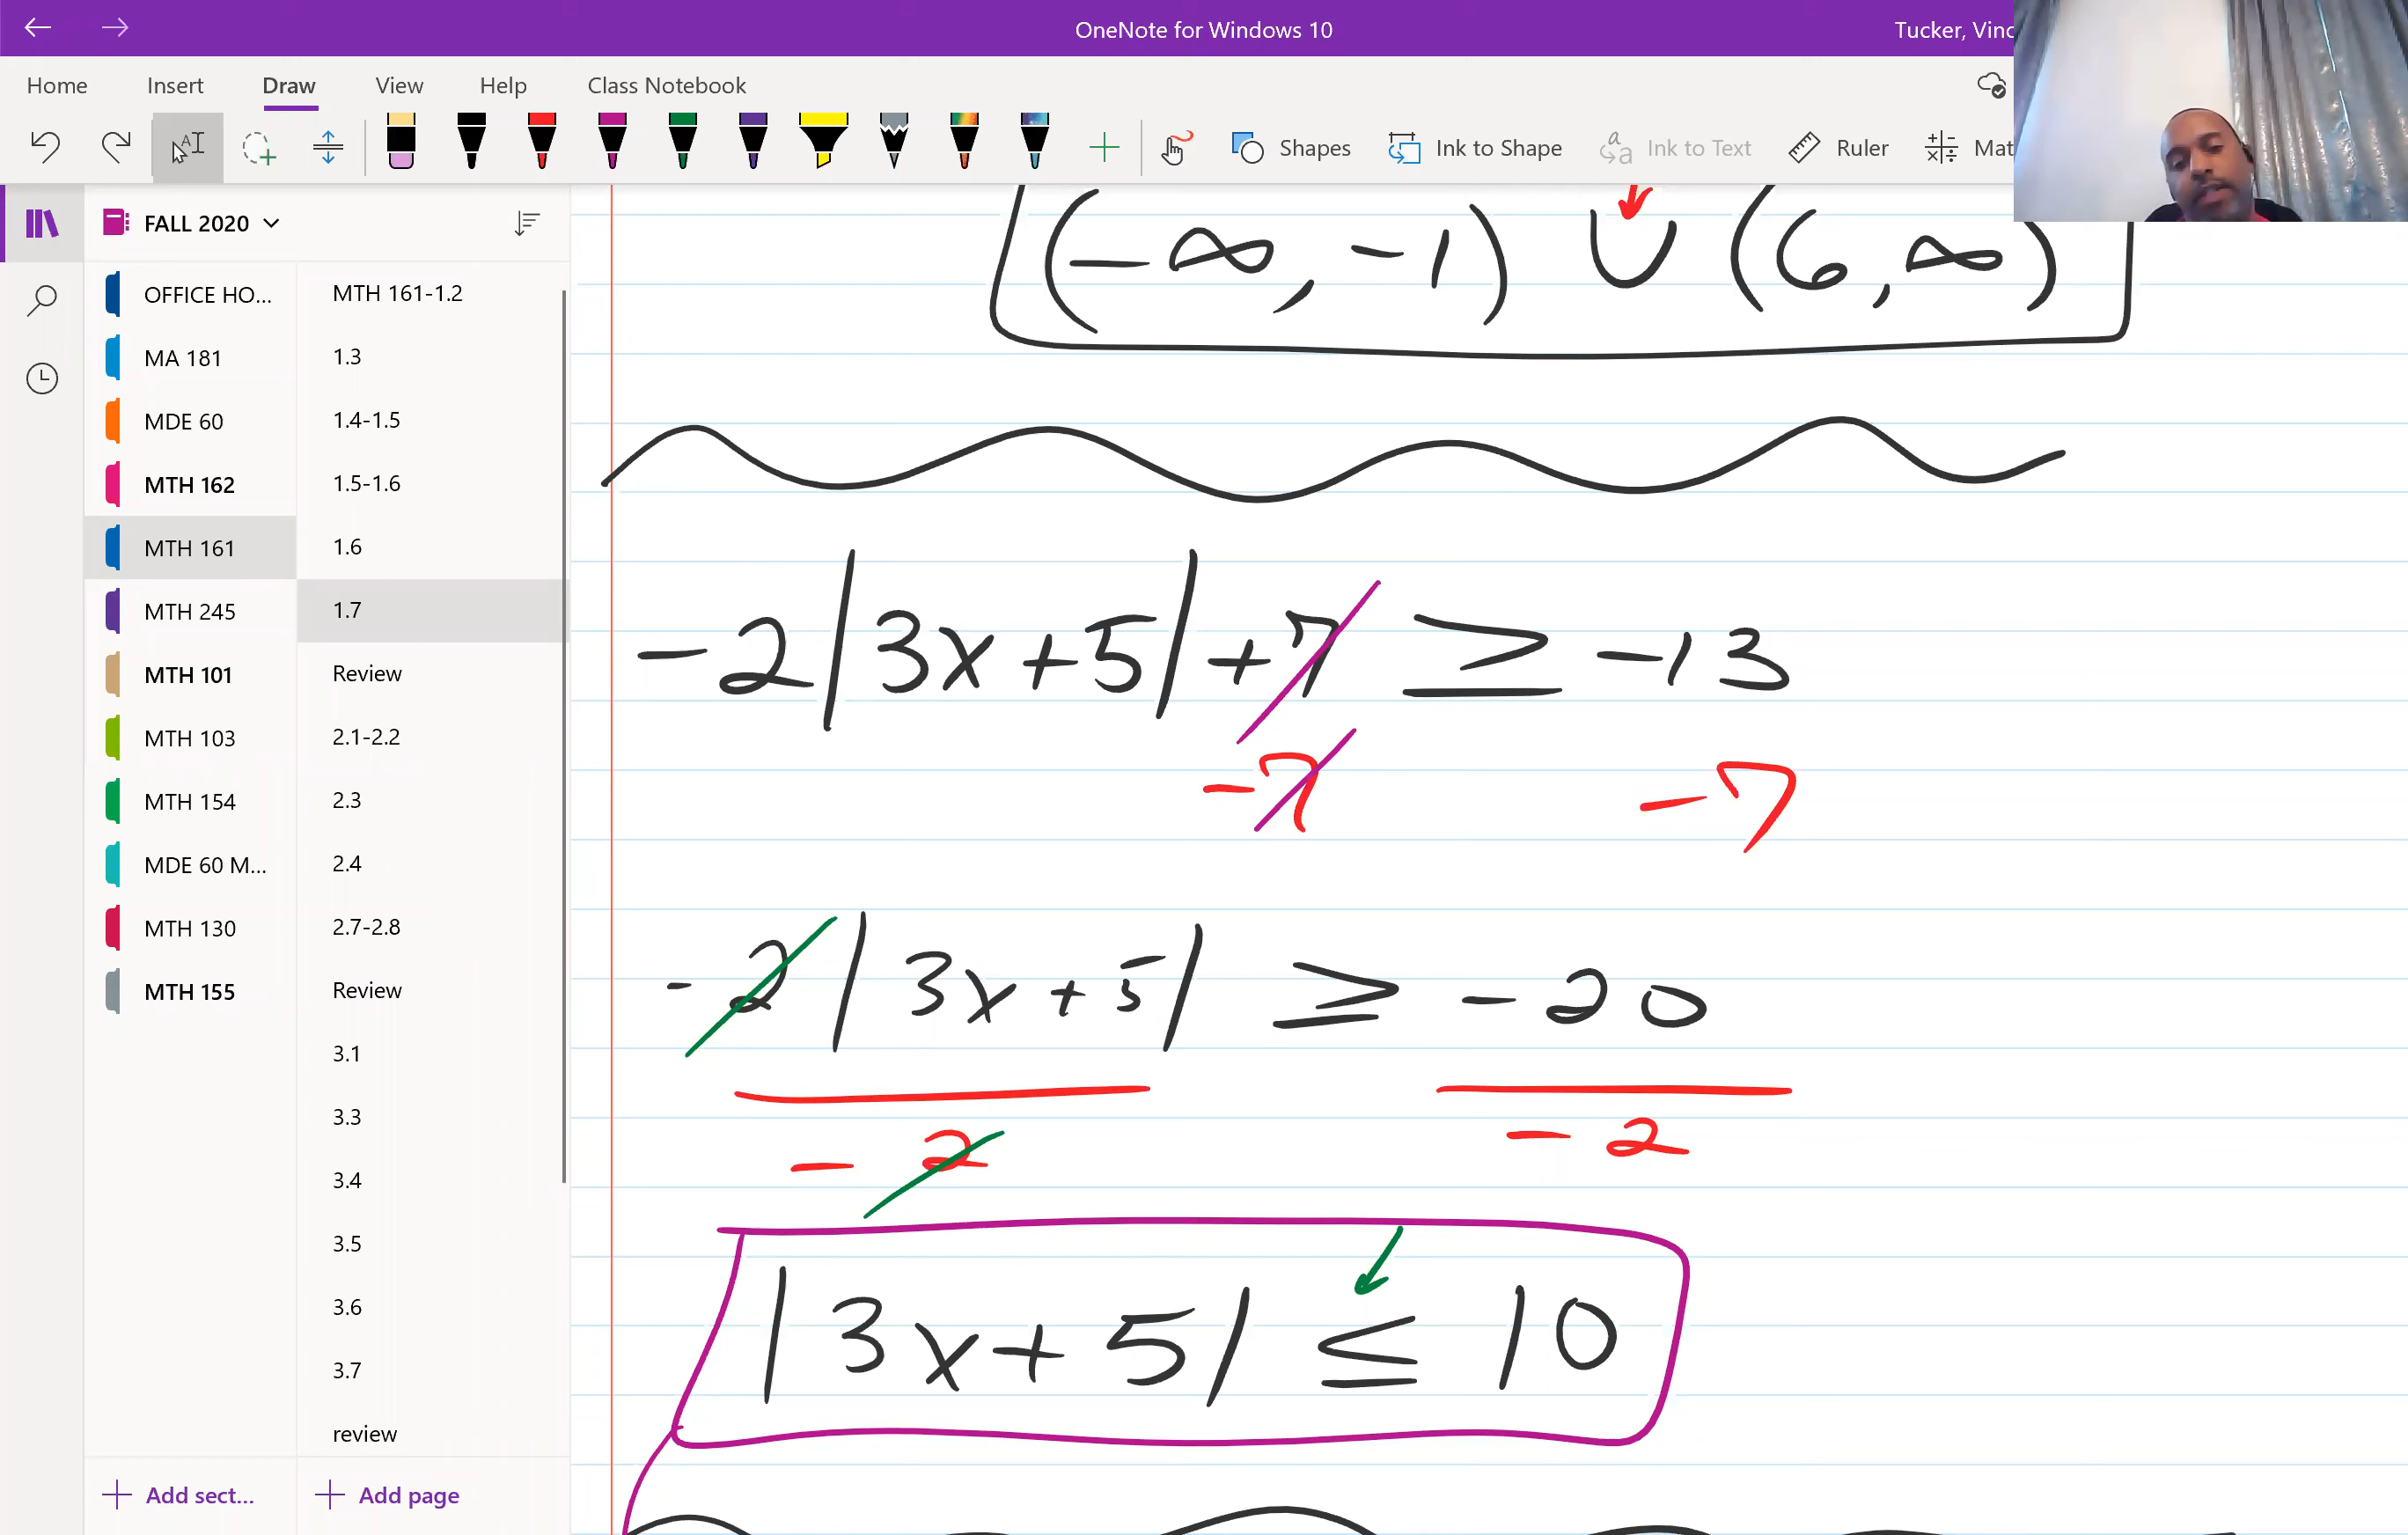 OneNote for Windows 10
Tucker, Vinc
Home Insert Draw View Help Class Notebook
Shapes Ink to Shape Ink to Text Ruler Mat
FALL 2020
OFFICE HO...
MA 181
MDE 60
MTH 162
MTH 161
MTH 245
MTH 101
MTH 103
MTH 154
MDE 60 M...
MTH 130
MTH 155
Add sect...
MTH 161-1.2
1.3
1.4-1.5
1.5-1.6
1.6
1.7
Review
2.1-2.2
2.3
2.4
2.7-2.8
Review
3.1
3.3
3.4
3.5
3.6
3.7
review
Add page
(-∞, -1) ∪ (6, ∞)
-2|3x+5|+7 ≥ -13
-7 -7
-2|3x+5| ≥ -20
-2 -2
|3x+5| ≤ 10